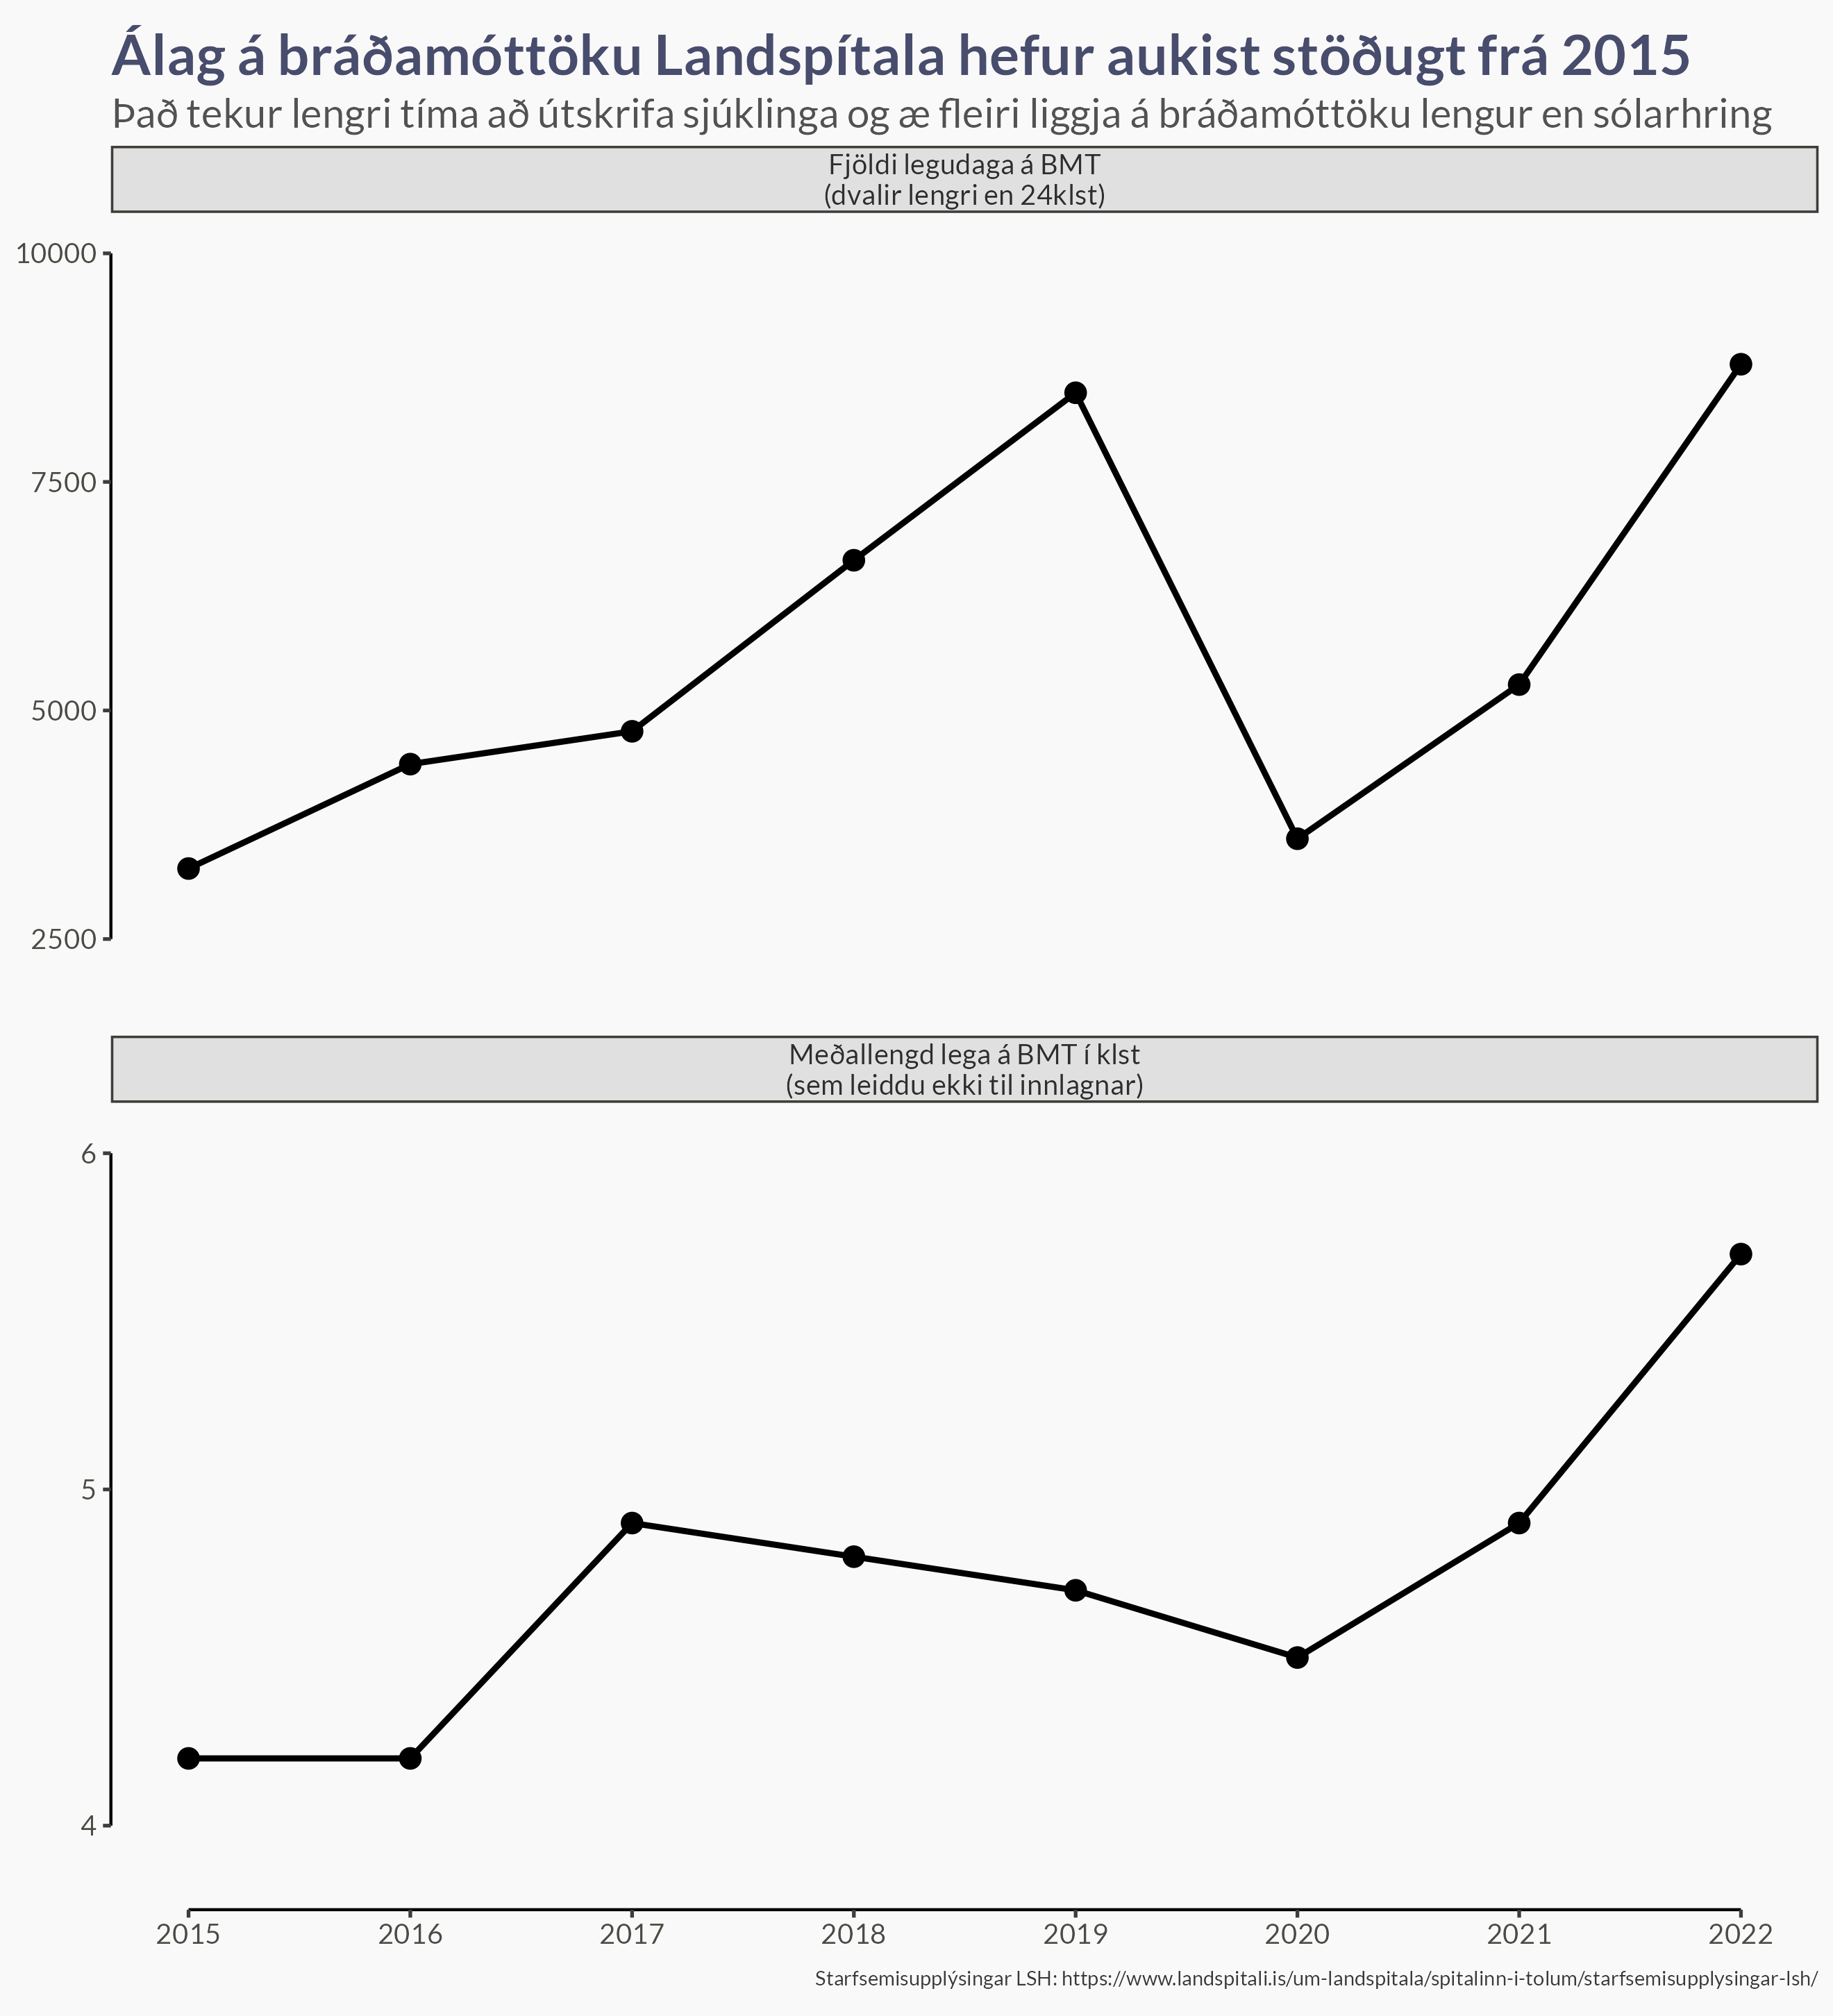 Álag á bráðamóttöku Landspítala hefur aukist stöðugt frá 2015
Það tekur lengri tíma að útskrifa sjúklinga og æ fleiri liggja á bráðamóttöku lengur en sólarhring
Fjöldi legudaga á BMT
(dvalir lengri en 24klst)
10000
7500
5000
2500
Meðallengd lega á BMT í klst
(sem leiddu ekki til innlagnar)
6
5
4
2015 2016 2017 2018 2019 2020 2021 2022
Starfsemisupplýsingar LSH: https://www.landspitali.is/um-landspitala/spitalinn-i-tolum/starfsemisupplysingar-lsh/